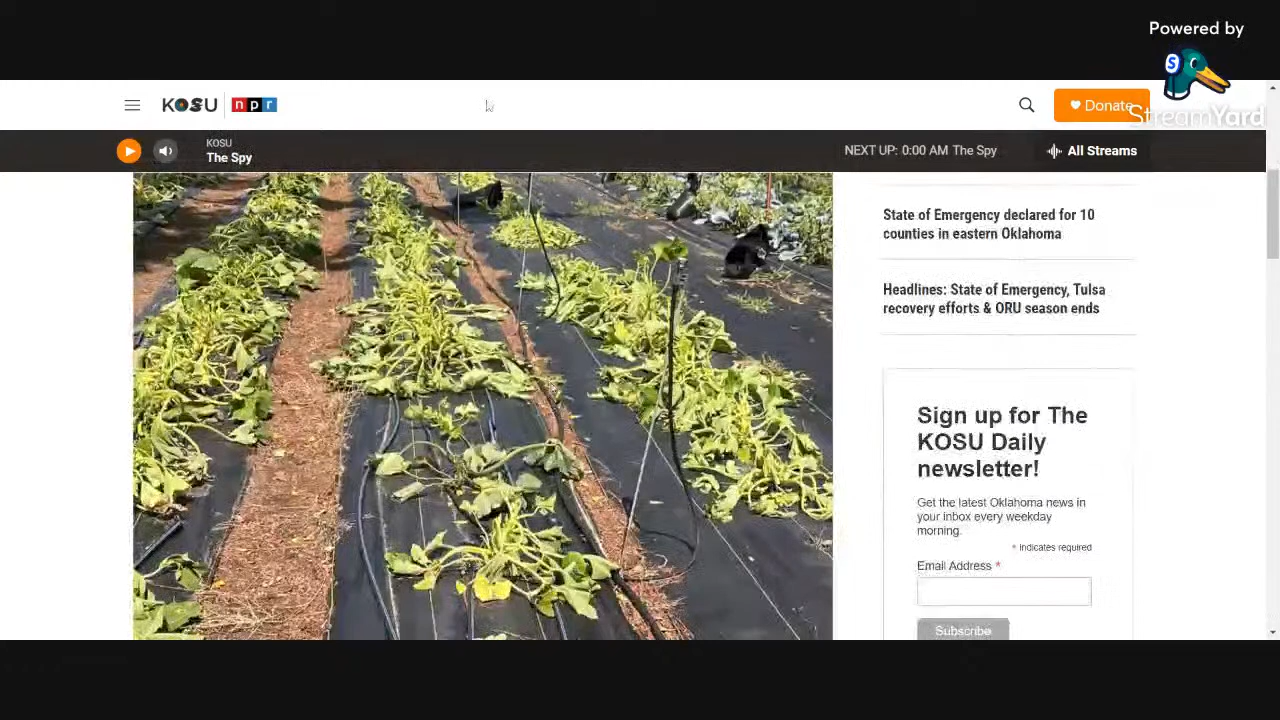 Powered by
S
StreamYard
KOSU
npr
Donate
KOSU
The Spy
NEXT UP: 0:00 AM The Spy
All Streams
State of Emergency declared for 10
counties in eastern Oklahoma
Headlines: State of Emergency, Tulsa
recovery efforts & ORU season ends
Sign up for The
KOSU Daily
newsletter!
Get the latest Oklahoma news in
your inbox every weekday
morning.
* indicates required
Email Address *
Subscribe